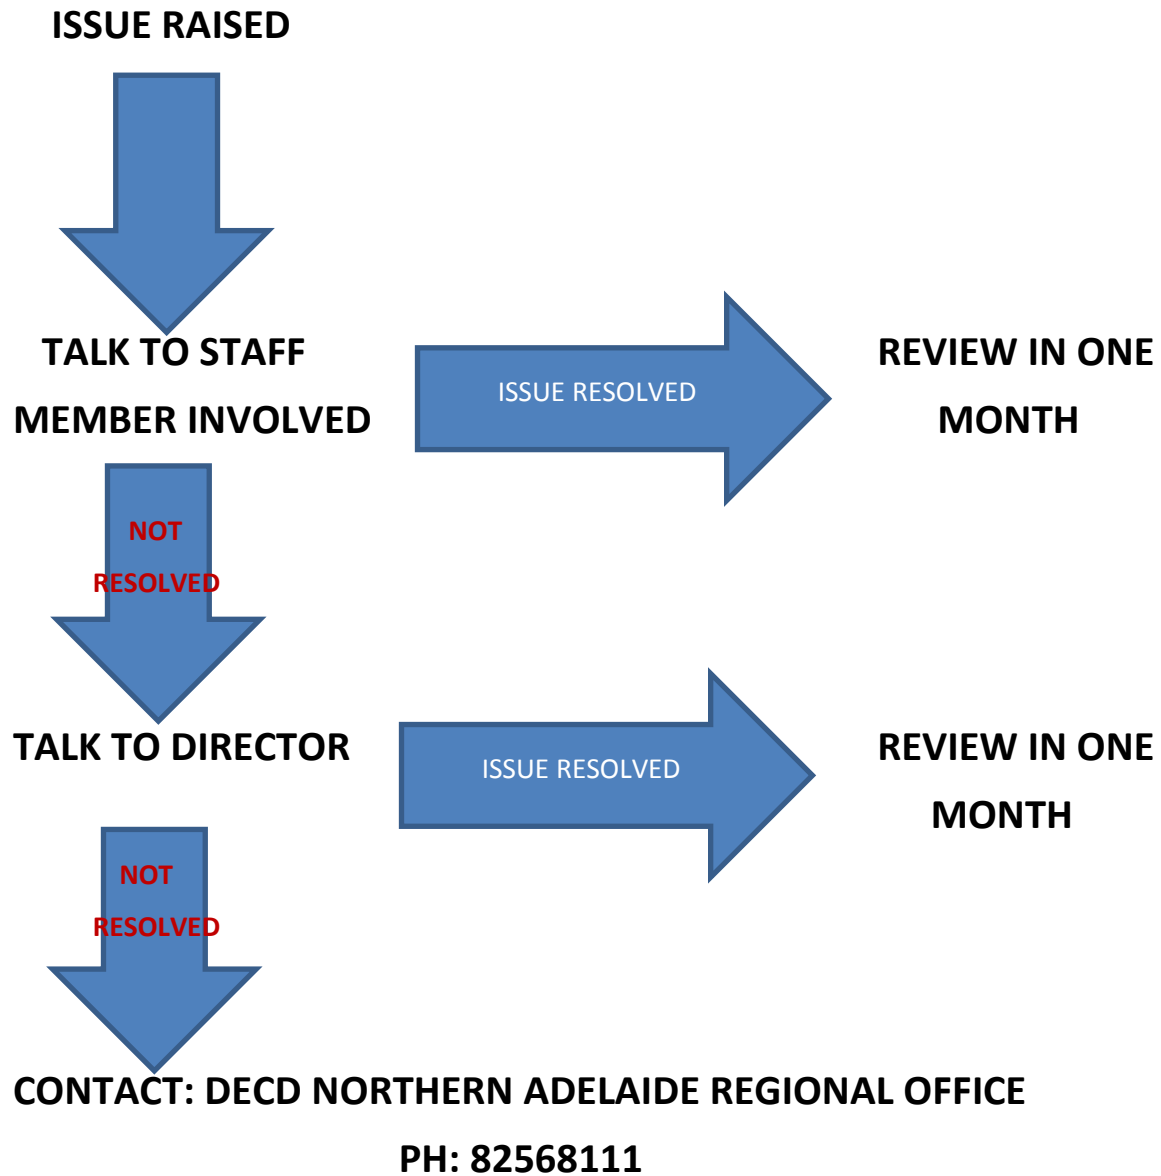 ISSUE RAISED
TALK TO STAFF
MEMBER INVOLVED
ISSUE RESOLVED
REVIEW IN ONE
MONTH
NOT
RESOLVED
TALK TO DIRECTOR
ISSUE RESOLVED
REVIEW IN ONE
MONTH
NOT
RESOLVED
CONTACT: DECD NORTHERN ADELAIDE REGIONAL OFFICE
PH: 82568111